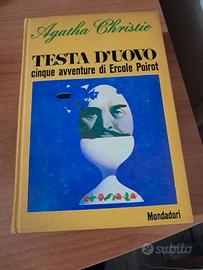 Agatha Christie
TESTA D'UOVO
cinque avventure di Ercole Poirot
Mondadori
subito